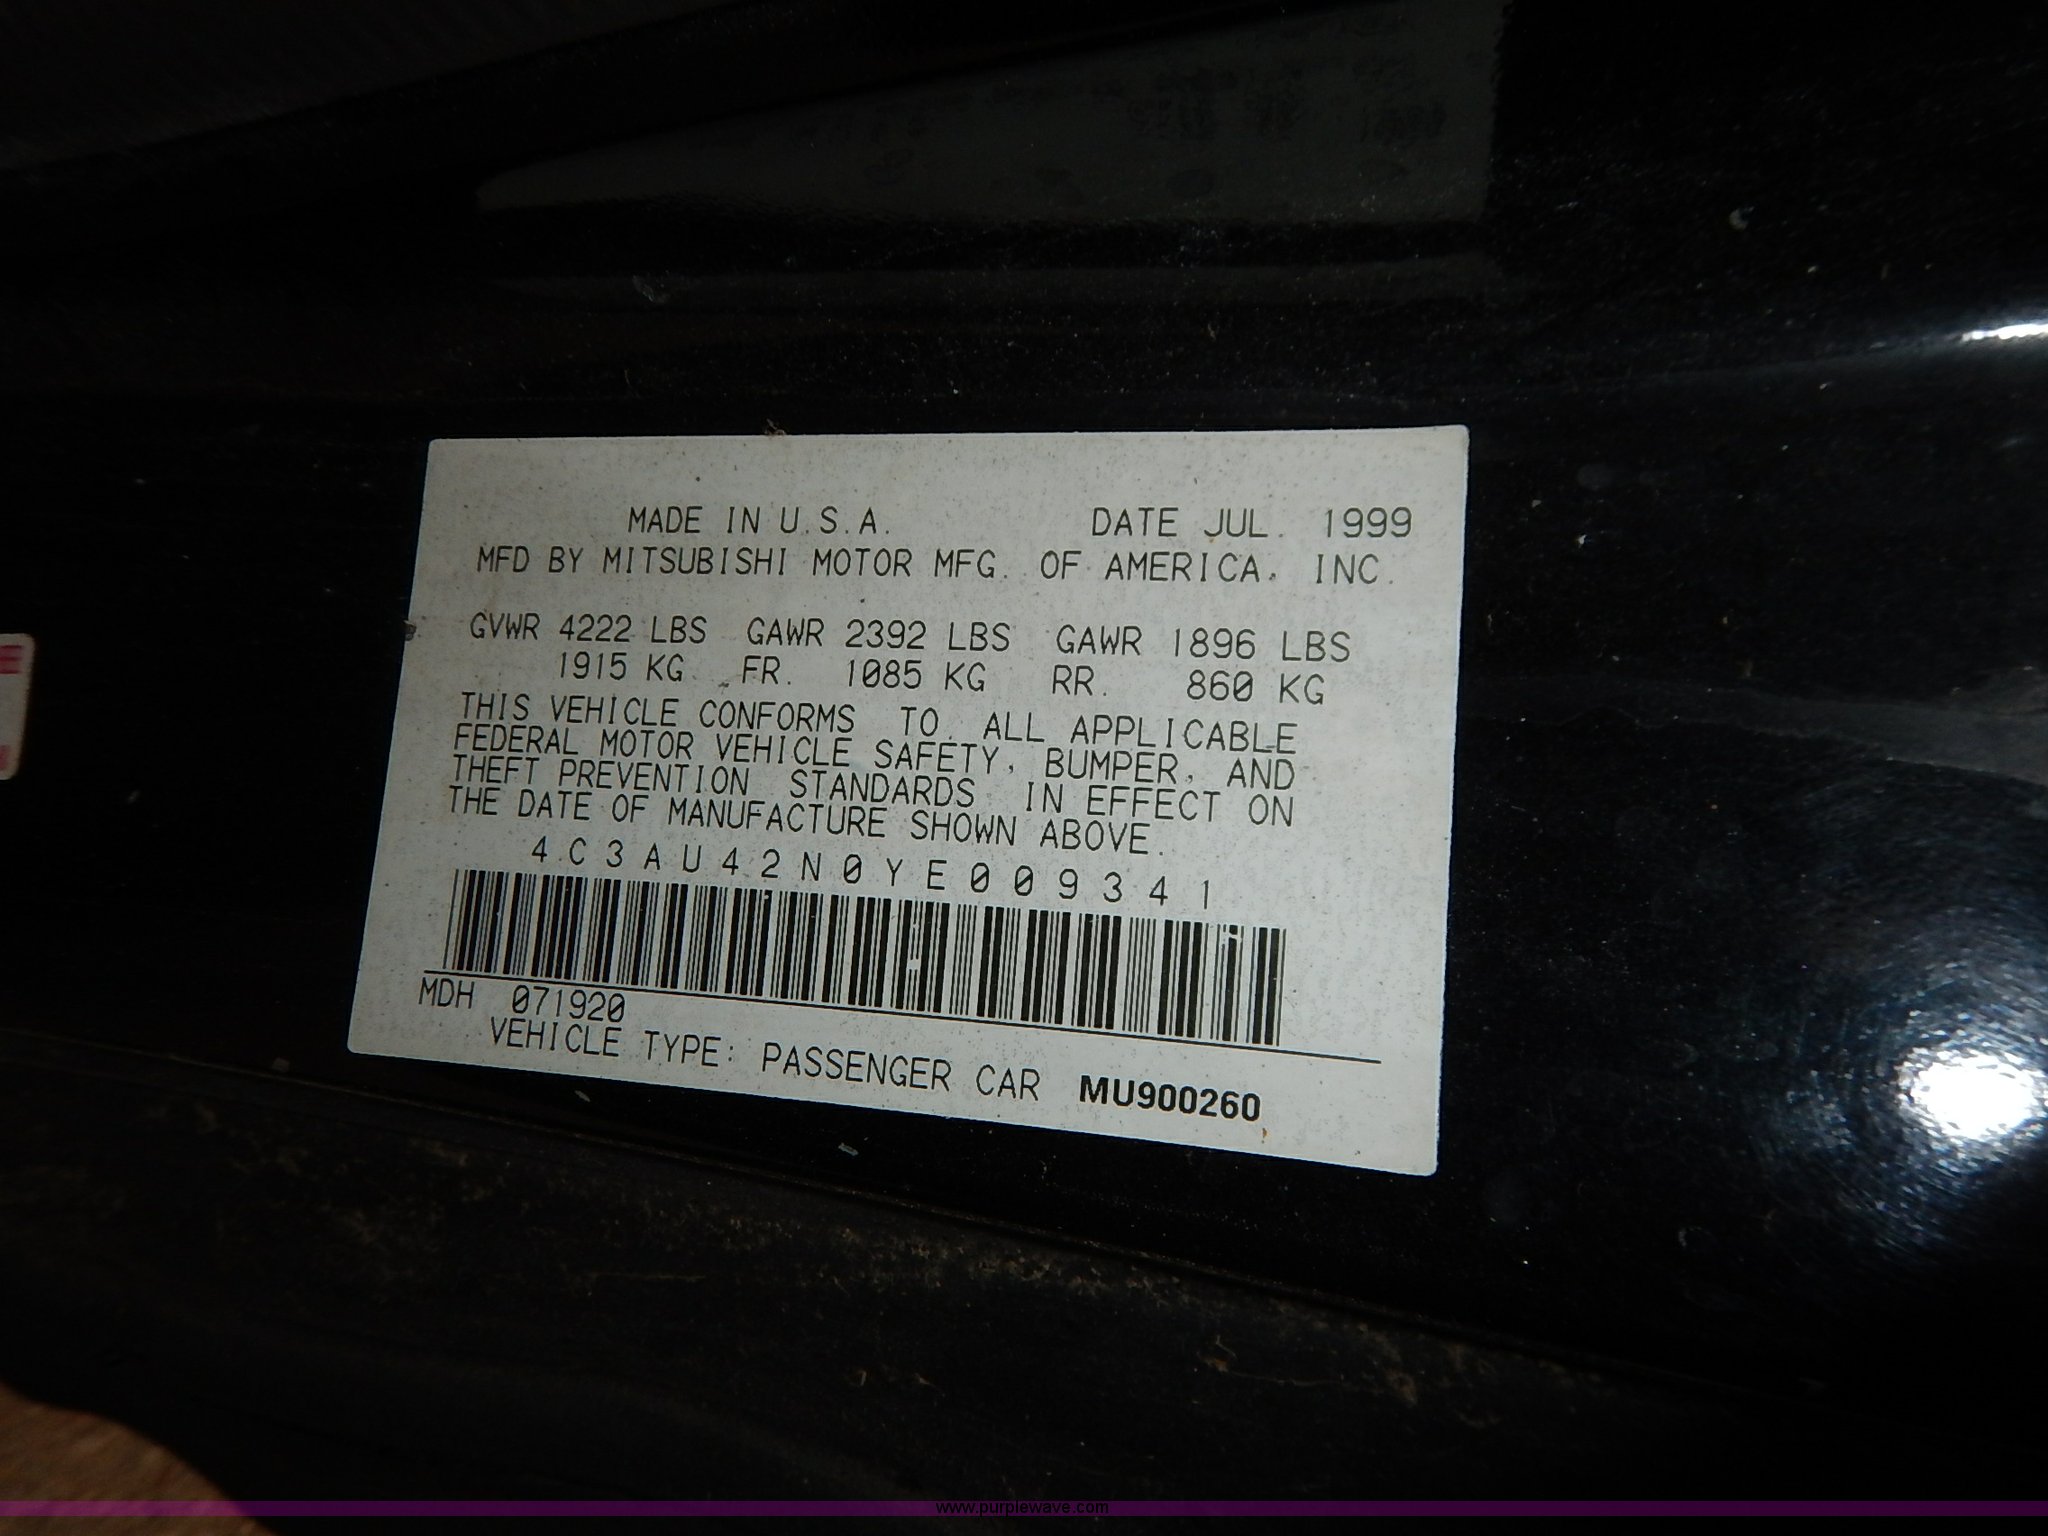 MADE IN U.S.A. DATE JUL. 1999
MFD BY MITSUBISHI MOTOR MFG. OF AMERICA, INC.
GVWR 4222 LBS GAWR 2392 LBS GAWR 1896 LBS
1915 KG FR. 1085 KG RR. 860 KG
THIS VEHICLE CONFORMS TO ALL APPLICABLE
FEDERAL MOTOR VEHICLE SAFETY, BUMPER, AND
THEFT PREVENTION STANDARDS IN EFFECT ON
THE DATE OF MANUFACTURE SHOWN ABOVE.
4C3AU42N0YE009341
MDH 071920
VEHICLE TYPE: PASSENGER CAR MU900260
www.purplewave.com